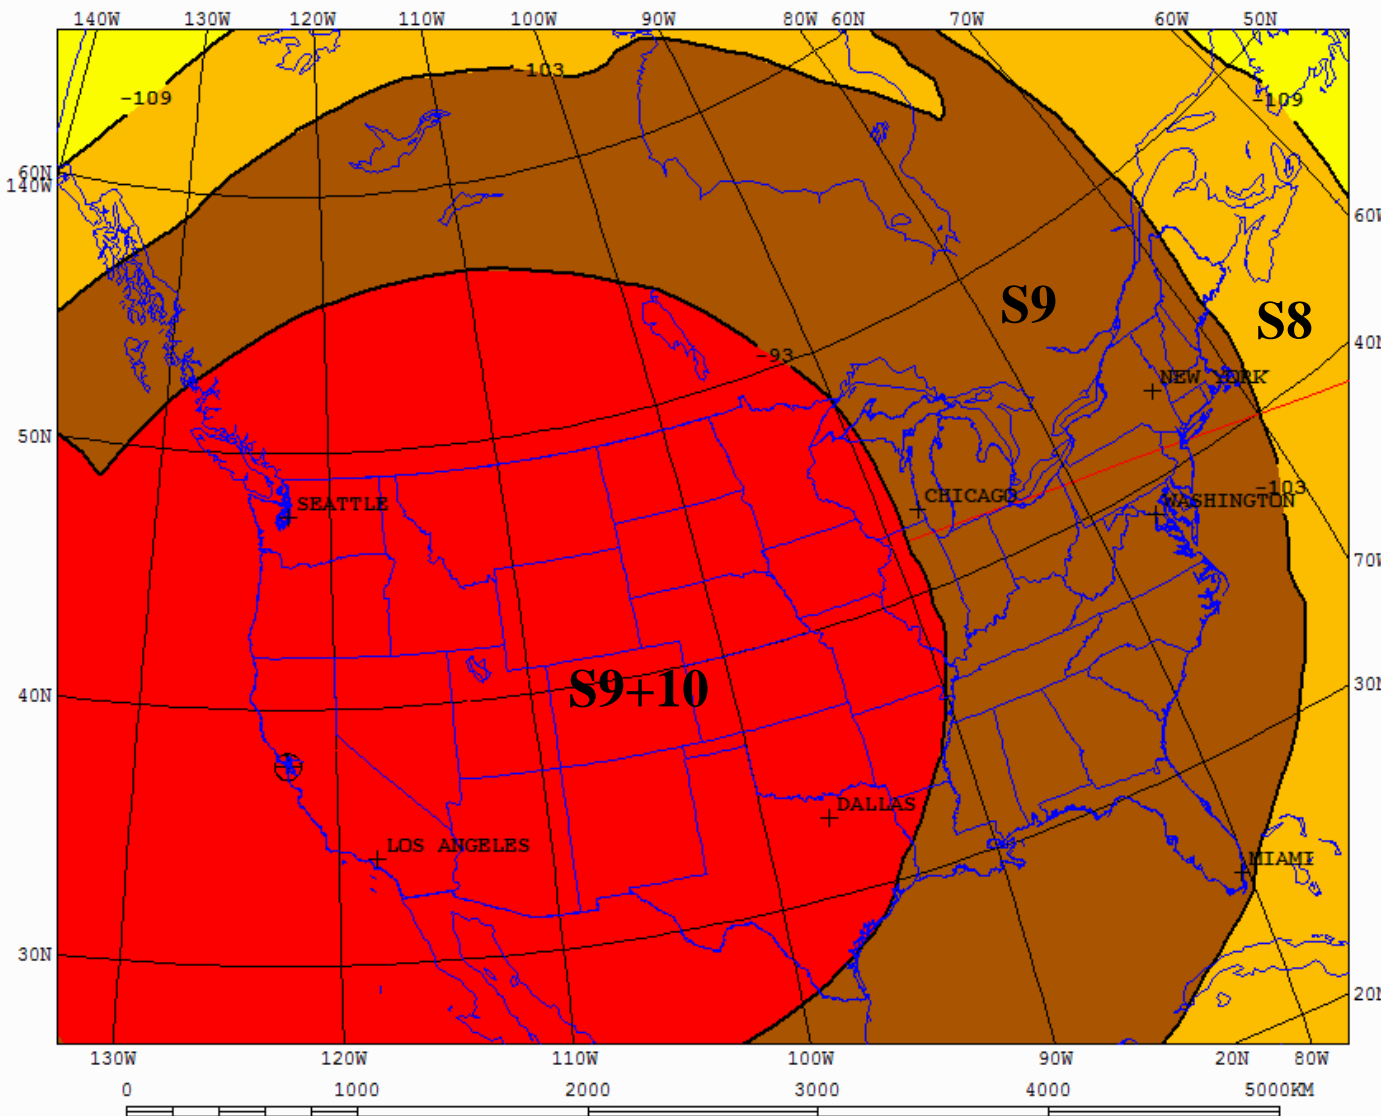 140W 130W 120W 110W 100W 90W 80W 60N 70W 60W 50N
-103
-109
-109
60N
140W
60W
S9
S8
40N
-93
NEW YORK
50N
-103
CHICAGO
WASHINGTON
SEATTLE
70W
30N
S9+10
40N
DALLAS
LOS ANGELES
MIAMI
30N
20N
130W 120W 110W 100W 90W 20N 80W
0 1000 2000 3000 4000 5000KM